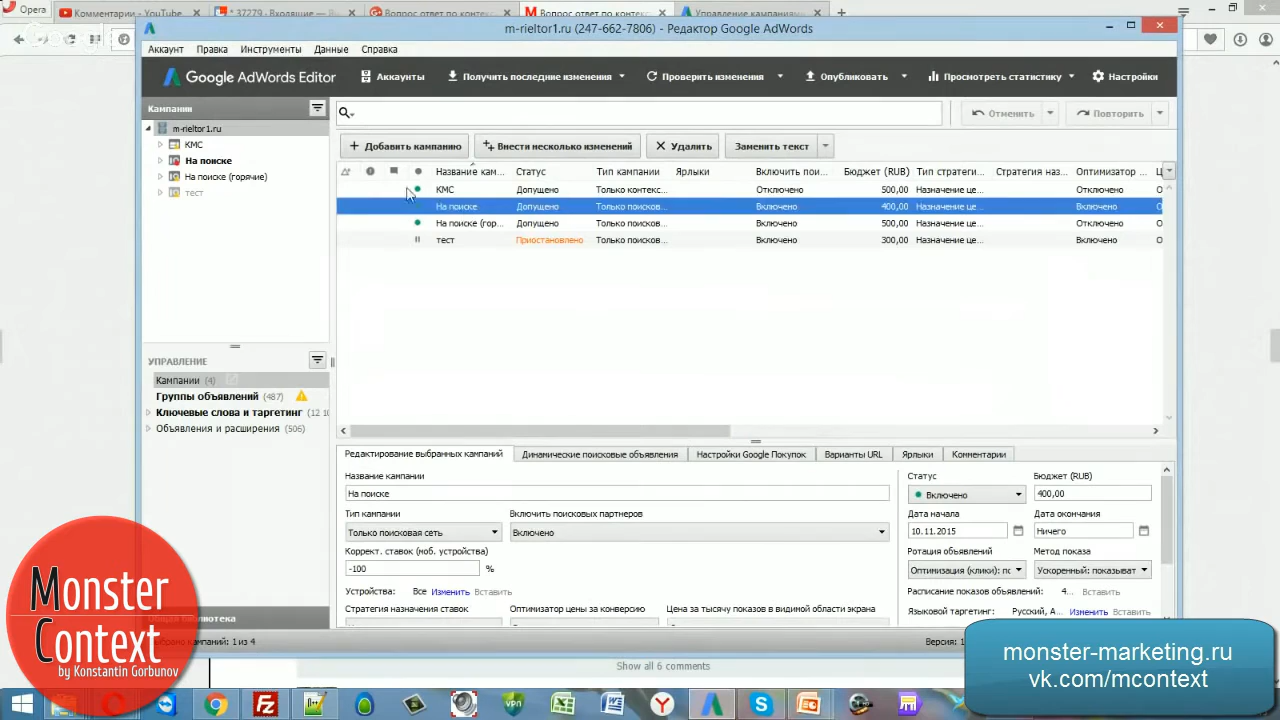 Opera
Комментарии - YouTube
* 37279 - Входящие —
Вопрос ответ по контекс
Вопрос ответ по контекс
Управление кампаниям
m-rieltor1.ru (247-662-7806) - Редактор Google AdWords
Аккаунт Правка Инструменты Данные Справка
Google AdWords Editor Аккаунты Получить последние изменения Проверить изменения Опубликовать Просмотреть статистику Настройки
Кампании
Отменить Повторить
m-rieltor1.ru
КМС
На поиске
На поиске (горячие)
тест
Добавить кампанию Внести несколько изменений Удалить Заменить текст
Название кам... Статус Тип кампании Ярлыки Включить пои... Бюджет (RUB) Тип стратеги... Стратегия наз... Оптимизатор ...
КМС Допущено Только контекс... Отключено 500,00 Назначение це... Отключено
На поиске Допущено Только поисков... Включено 400,00 Назначение це... Включено
На поиске (гор... Допущено Только поисков... Включено 500,00 Назначение це... Отключено
тест Приостановлено Только поисков... Включено 300,00 Назначение це... Включено
УПРАВЛЕНИЕ
Кампании (4)
Группы объявлений (487)
Ключевые слова и таргетинг (12
Объявления и расширения (506)
Общая библиотека
Редактирование выбранных кампаний Динамические поисковые объявления Настройки Google Покупок Варианты URL Ярлыки Комментарии
Название кампании
На поиске
Тип кампании Включить поисковых партнеров
Только поисковая сеть Включено
Коррект. ставок (моб. устройства)
-100 %
Устройства: Все Изменить Вставить
Стратегия назначения ставок Оптимизатор цены за конверсию Цена за тысячу показов в видимой области экрана
Статус Бюджет (RUB)
Включено 400,00
Дата начала Дата окончания
10.11.2015 Ничего
Ротация объявлений Метод показа
Оптимизация (клики): по Ускоренный: показыват
Расписание показов объявлений: 4... Вставить
Языковой таргетинг: Русский, А... Изменить Вставить
Выбрано кампаний: 1 из 4
Версия: 1
Show all 6 comments
Monster
Context
by Konstantin Gorbunov
monster-marketing.ru
vk.com/mcontext
vpn